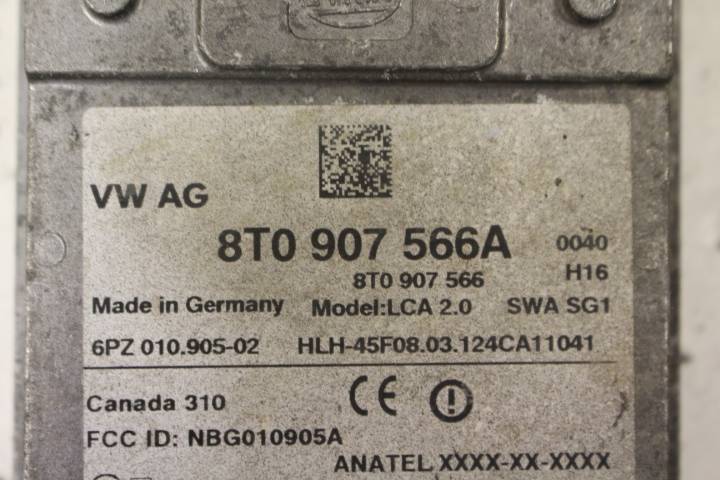 VW AG
8T0 907 566A 0040
8T0 907 566 H16
Made in Germany Model:LCA 2.0 SWA SG1
6PZ 010.905-02 HLH-45F08.03.124CA11041
Canada 310 CE
FCC ID: NBG010905A
ANATEL XXXX-XX-XXXX